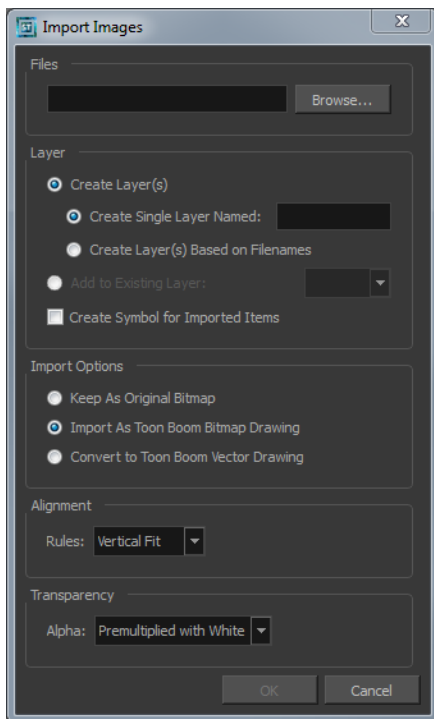 ST Import Images
Files
Browse...
Layer
Create Layer(s)
Create Single Layer Named:
Create Layer(s) Based on Filenames
Add to Existing Layer:
Create Symbol for Imported Items
Import Options
Keep As Original Bitmap
Import As Toon Boom Bitmap Drawing
Convert to Toon Boom Vector Drawing
Alignment
Rules: Vertical Fit
Transparency
Alpha: Premultiplied with White
OK Cancel